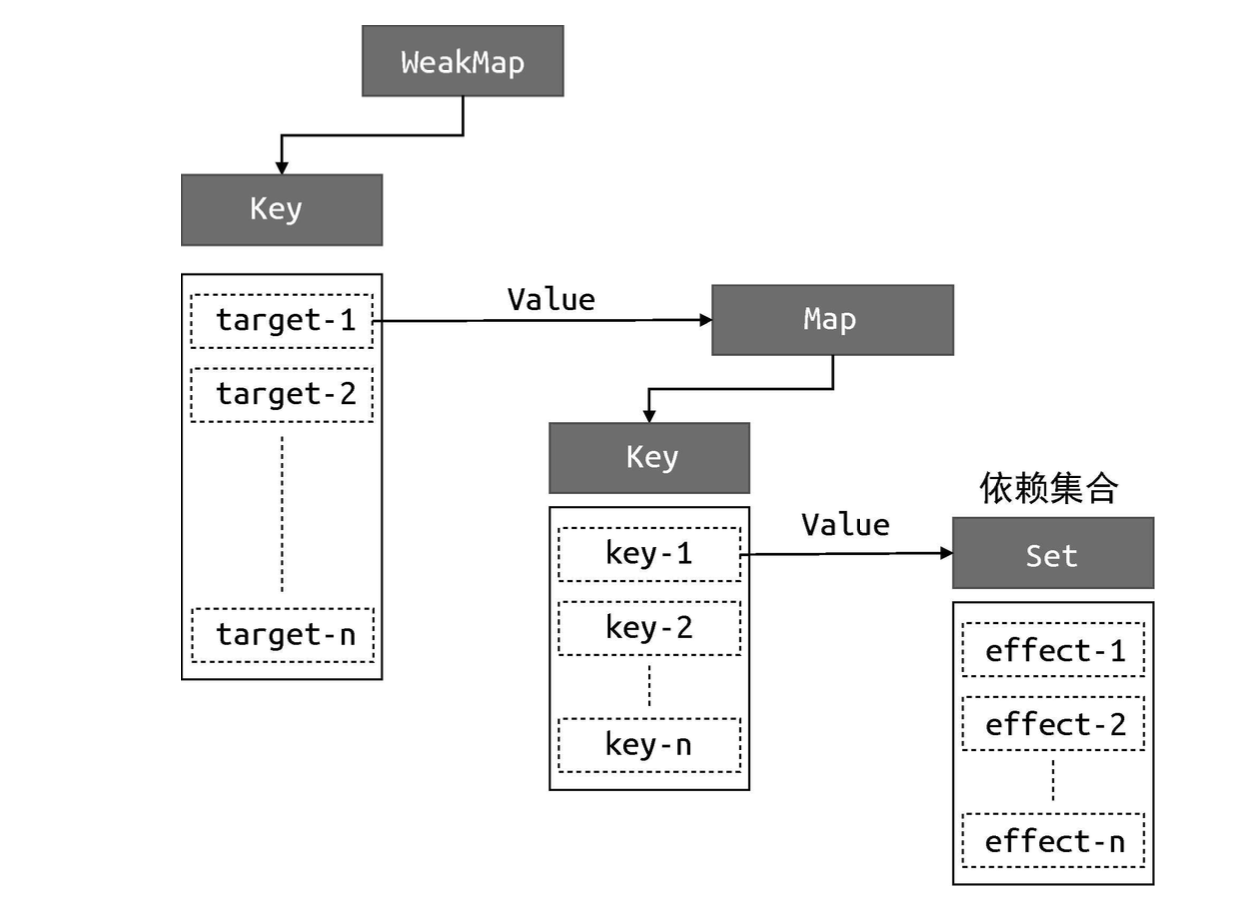 WeakMap
Key
target-1
target-2
target-n
Value
Map
Key
key-1
key-2
key-n
Value
依赖集合
Set
effect-1
effect-2
effect-n